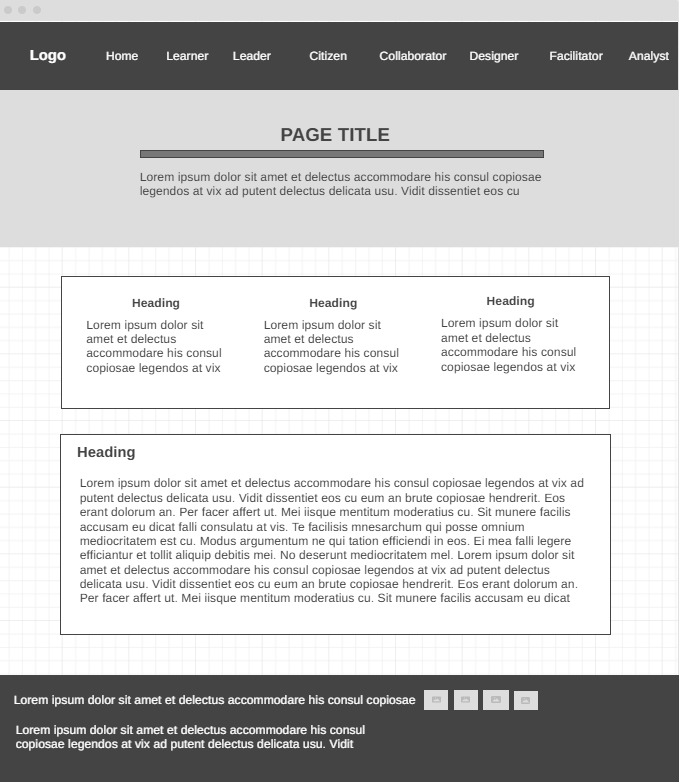 Logo Home Learner Leader Citizen Collaborator Designer Facilitator Analyst
PAGE TITLE
Lorem ipsum dolor sit amet et delectus accommodare his consul copiosae
legendos at vix ad putent delectus delicata usu. Vidit dissentiet eos cu
Heading
Lorem ipsum dolor sit
amet et delectus
accommodare his consul
copiosae legendos at vix
Heading
Lorem ipsum dolor sit
amet et delectus
accommodare his consul
copiosae legendos at vix
Heading
Lorem ipsum dolor sit
amet et delectus
accommodare his consul
copiosae legendos at vix
Heading
Lorem ipsum dolor sit amet et delectus accommodare his consul copiosae legendos at vix ad
putent delectus delicata usu. Vidit dissentiet eos cu eum an brute copiosae hendrerit. Eos
erant dolorum an. Per facer affert ut. Mei iisque mentitum moderatius cu. Sit munere facilis
accusam eu dicat falli consulatu at vis. Te facilisis mnesarchum qui posse omnium
mediocritatem est cu. Modus argumentum ne qui tation efficiendi in eos. Ei mea falli legere
efficiantur et tollit aliquip debitis mei. No deserunt mediocritatem mel. Lorem ipsum dolor sit
amet et delectus accommodare his consul copiosae legendos at vix ad putent delectus
delicata usu. Vidit dissentiet eos cu eum an brute copiosae hendrerit. Eos erant dolorum an.
Per facer affert ut. Mei iisque mentitum moderatius cu. Sit munere facilis accusam eu dicat
Lorem ipsum dolor sit amet et delectus accommodare his consul copiosae
Lorem ipsum dolor sit amet et delectus accommodare his consul
copiosae legendos at vix ad putent delectus delicata usu. Vidit